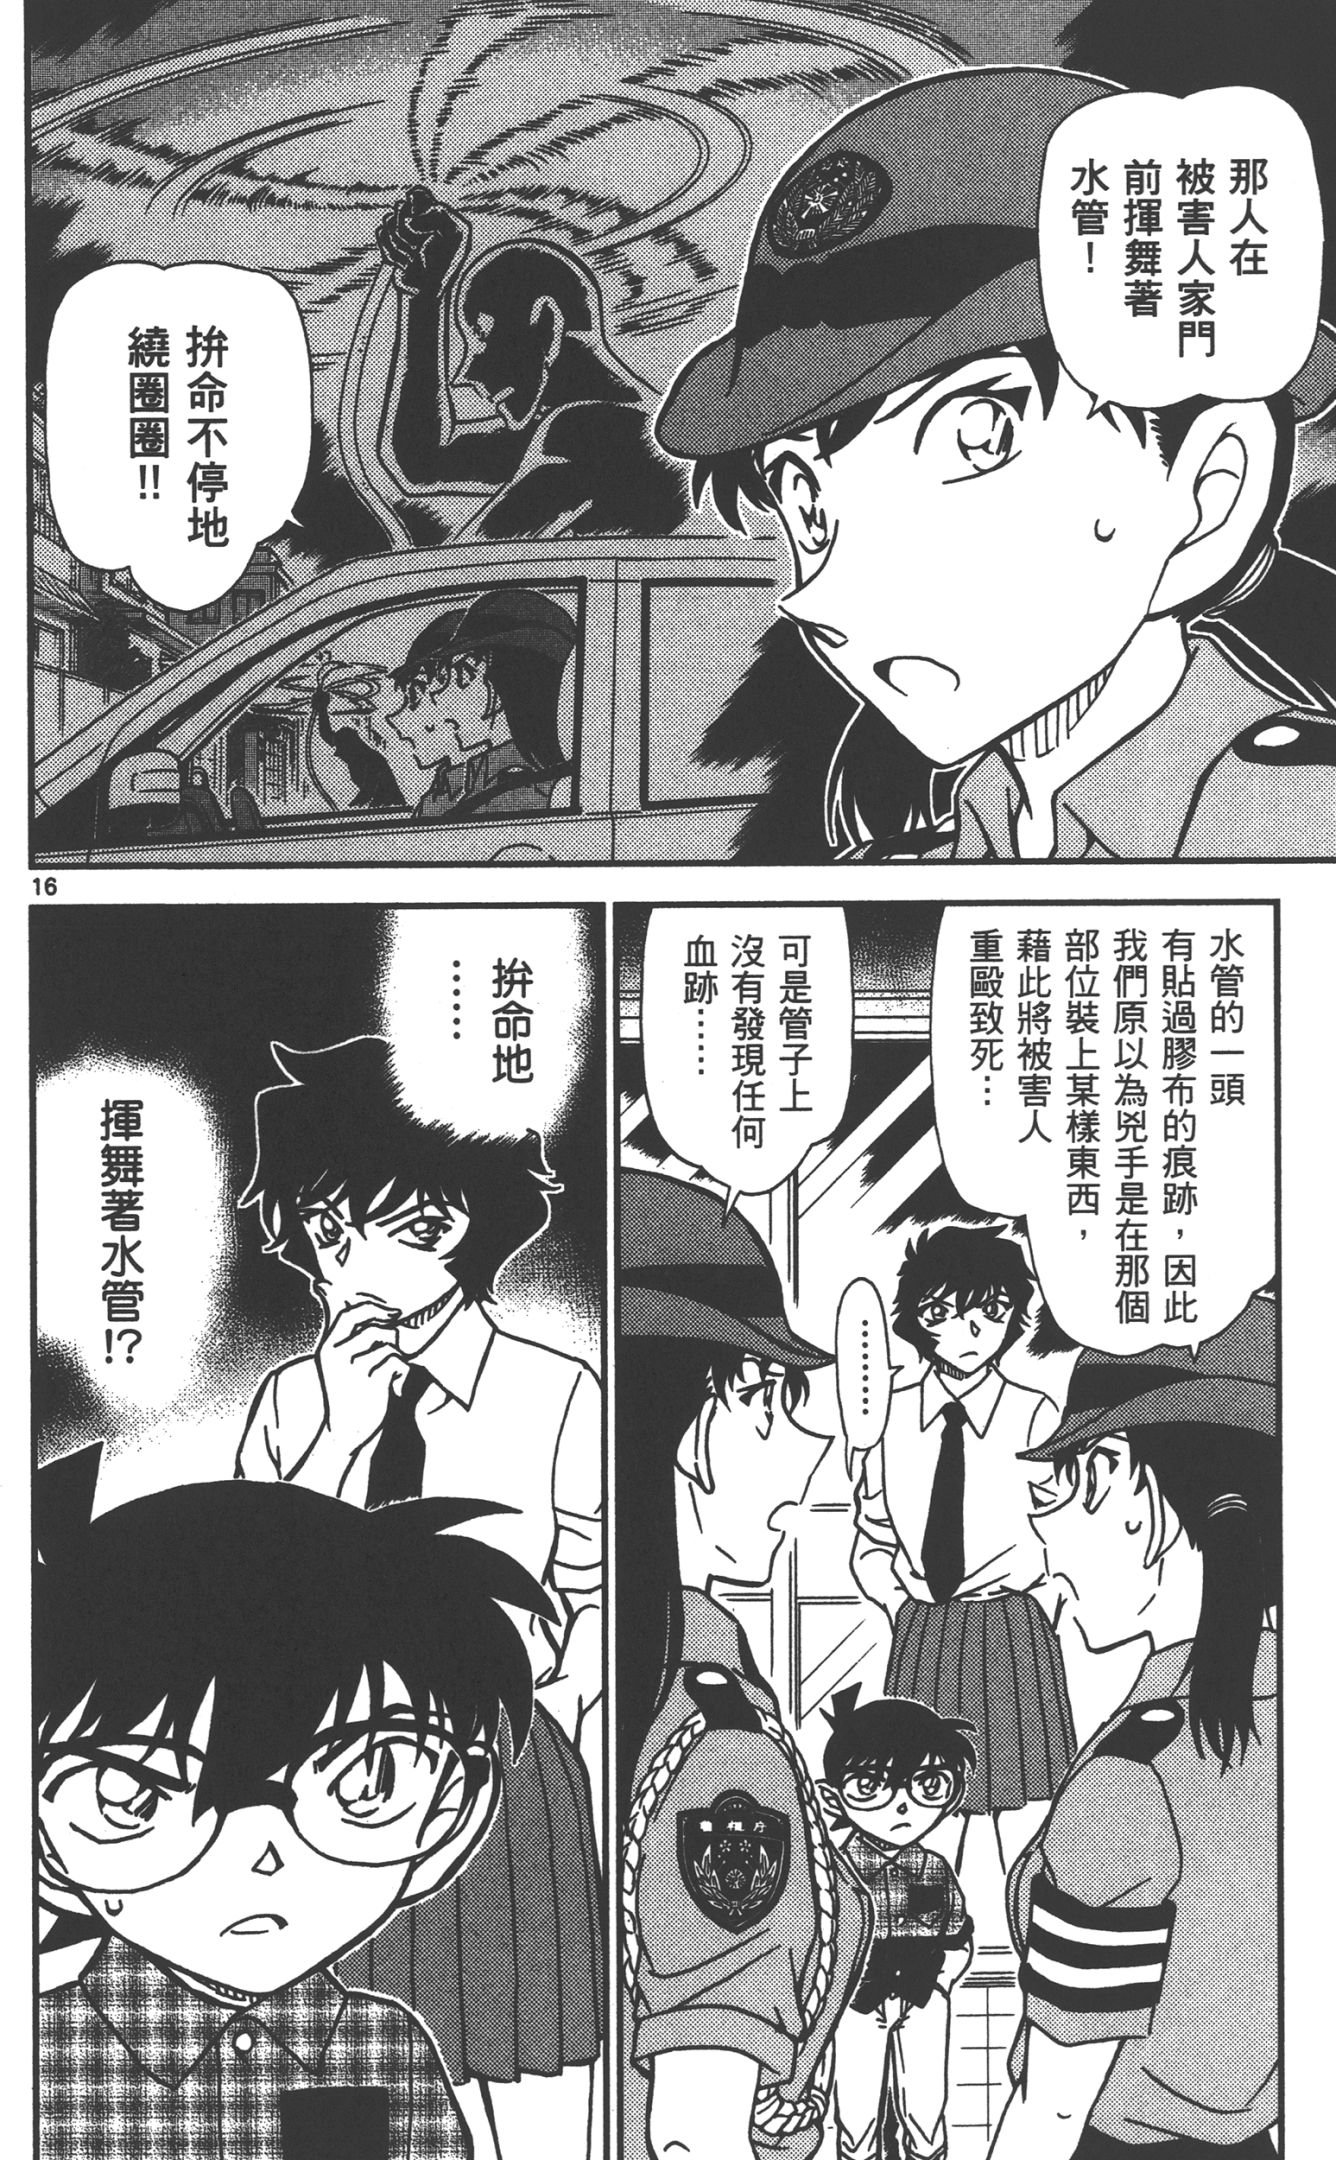 那人在
被害人家門
前揮舞著
水管！
拚命不停地
繞圈圈!!
16
水管的一頭
有貼過膠布的痕跡，因此
我們原以為兇手是在那個
部位裝上某樣東西，
藉此將被害人
重毆致死…
可是管子上
沒有發現任何
血跡……
………
警視庁
拚命地
……
揮舞著水管!?